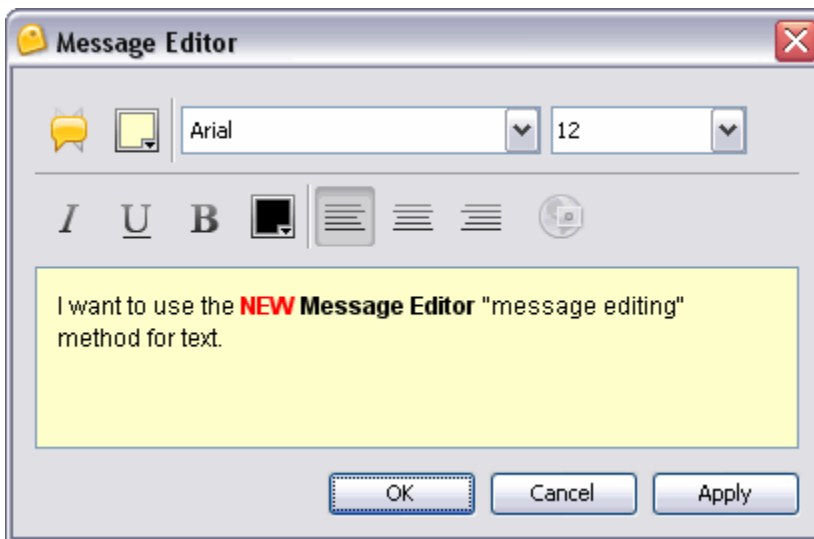 Message Editor
Arial 12
I U B
I want to use the NEW Message Editor "message editing"
method for text.
OK Cancel Apply